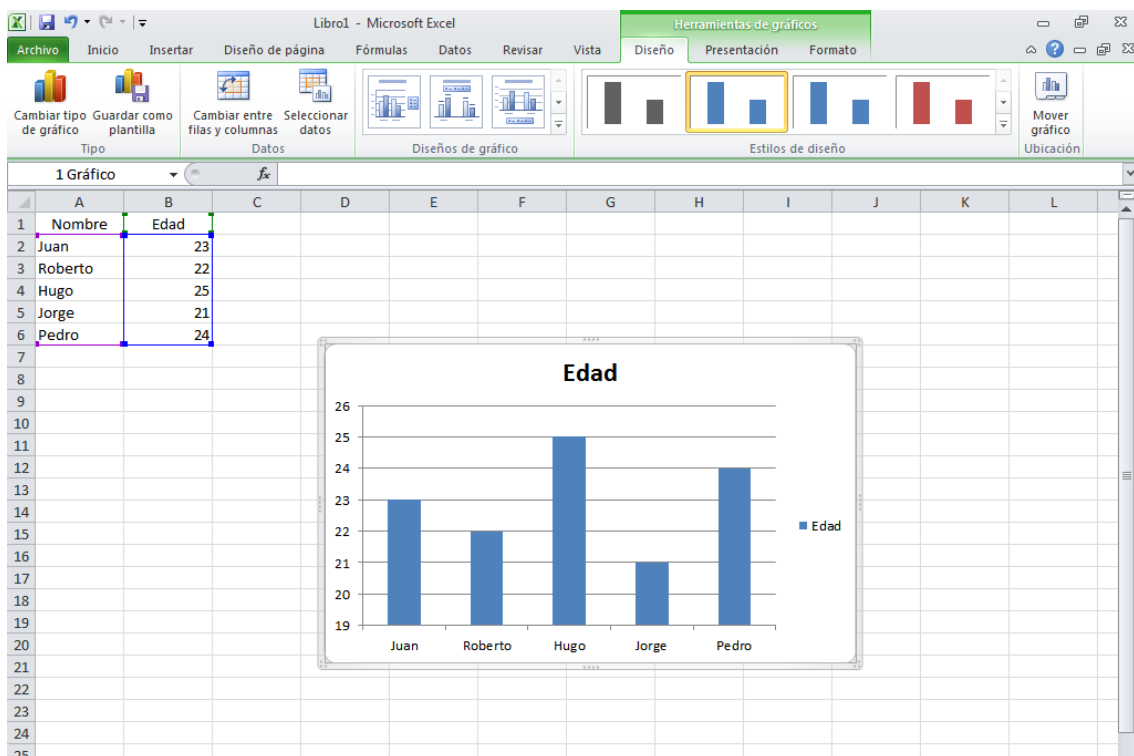 Libro1 - Microsoft Excel
Herramientas de gráficos
Archivo Inicio Insertar Diseño de página Fórmulas Datos Revisar Vista Diseño Presentación Formato
Cambiar tipo de gráfico
Guardar como plantilla
Cambiar entre filas y columnas
Seleccionar datos
Mover gráfico
Tipo Datos Diseños de gráfico Estilos de diseño Ubicación
1 Gráfico fx
A B C D E F G H I J K L
1 Nombre Edad
2 Juan 23
3 Roberto 22
4 Hugo 25
5 Jorge 21
6 Pedro 24
7
8
9
10
11
12
13
14
15
16
17
18
19
20
21
22
23
24
25
Edad
26
25
24
23
22
21
20
19
Juan Roberto Hugo Jorge Pedro
Edad